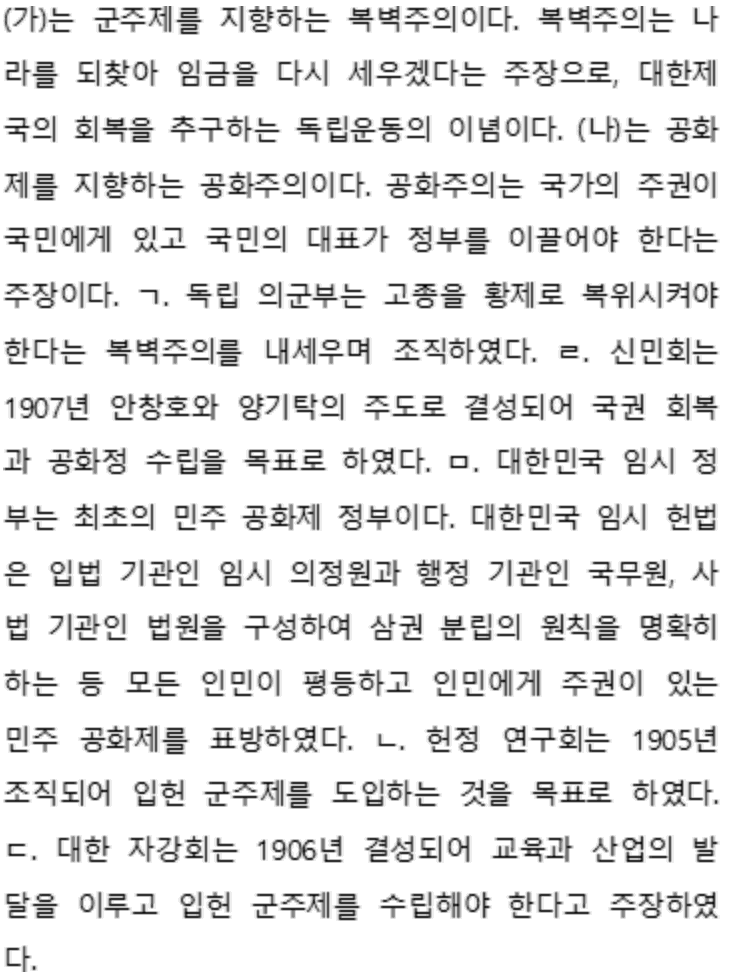 (가)는 군주제를 지향하는 복벽주의이다. 복벽주의는 나
라를 되찾아 임금을 다시 세우겠다는 주장으로, 대한제
국의 회복을 추구하는 독립운동의 이념이다. (나)는 공화
제를 지향하는 공화주의이다. 공화주의는 국가의 주권이
국민에게 있고 국민의 대표가 정부를 이끌어야 한다는
주장이다. ㄱ. 독립 의군부는 고종을 황제로 복위시켜야
한다는 복벽주의를 내세우며 조직하였다. ㄹ. 신민회는
1907년 안창호와 양기탁의 주도로 결성되어 국권 회복
과 공화정 수립을 목표로 하였다. ㅁ. 대한민국 임시 정
부는 최초의 민주 공화제 정부이다. 대한민국 임시 헌법
은 입법 기관인 임시 의정원과 행정 기관인 국무원, 사
법 기관인 법원을 구성하여 삼권 분립의 원칙을 명확히
하는 등 모든 인민이 평등하고 인민에게 주권이 있는
민주 공화제를 표방하였다. ㄴ. 헌정 연구회는 1905년
조직되어 입헌 군주제를 도입하는 것을 목표로 하였다.
ㄷ. 대한 자강회는 1906년 결성되어 교육과 산업의 발
달을 이루고 입헌 군주제를 수립해야 한다고 주장하였
다.